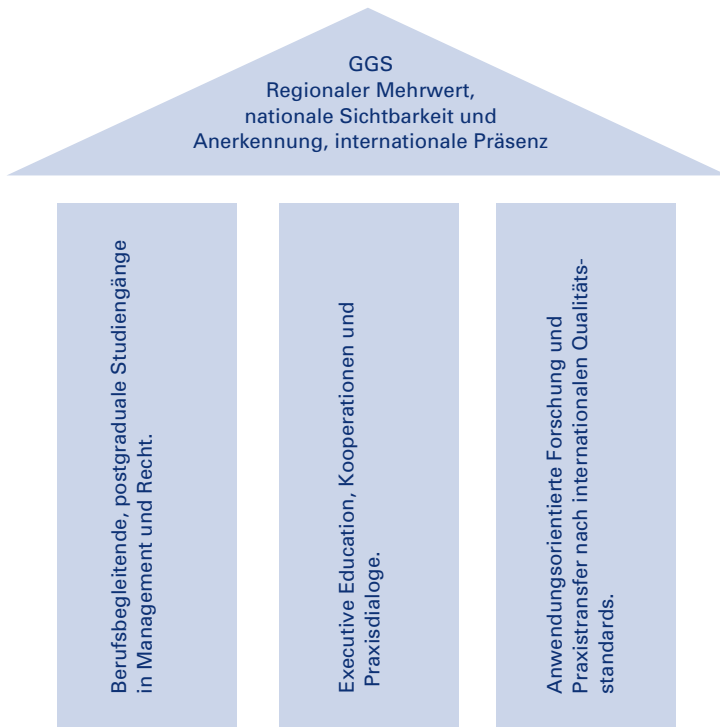 GGS
Regionaler Mehrwert,
nationale Sichtbarkeit und
Anerkennung, internationale Präsenz
Berufsbegleitende, postgraduale Studiengänge
in Management und Recht.
Executive Education, Kooperationen und
Praxisdialoge.
Anwendungsorientierte Forschung und
Praxistransfer nach internationalen Qualitäts-
standards.